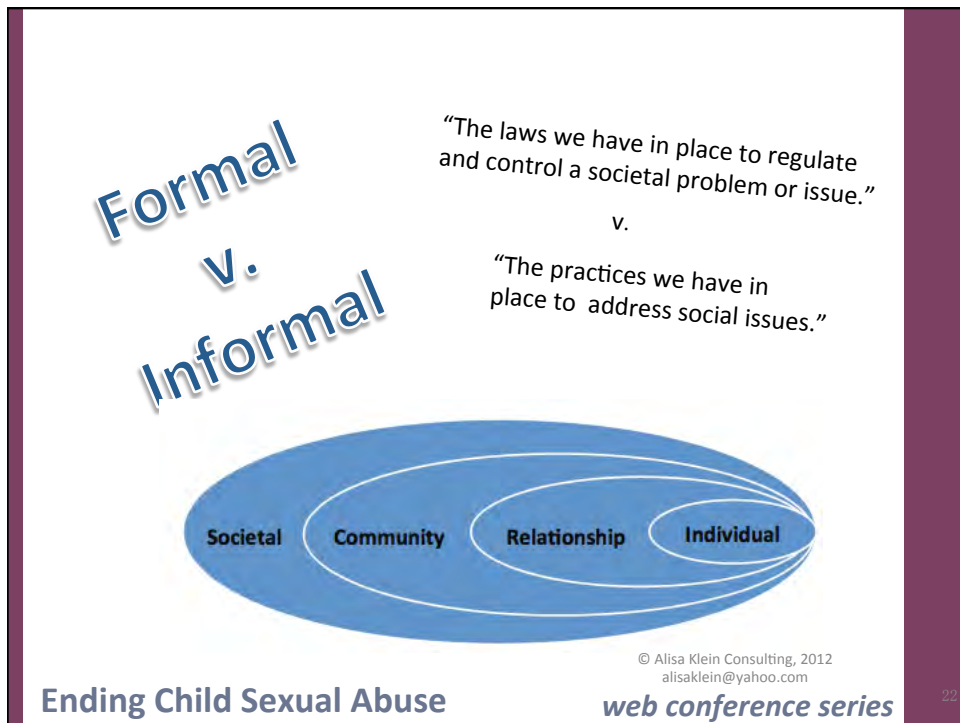 Formal
v.
Informal
“The laws we have in place to regulate
and control a societal problem or issue.”
v.
“The practices we have in
place to  address social issues.”
Societal
Community
Relationship
Individual
© Alisa Klein Consulting, 2012
alisaklein@yahoo.com
Ending Child Sexual Abuse
web conference series
22